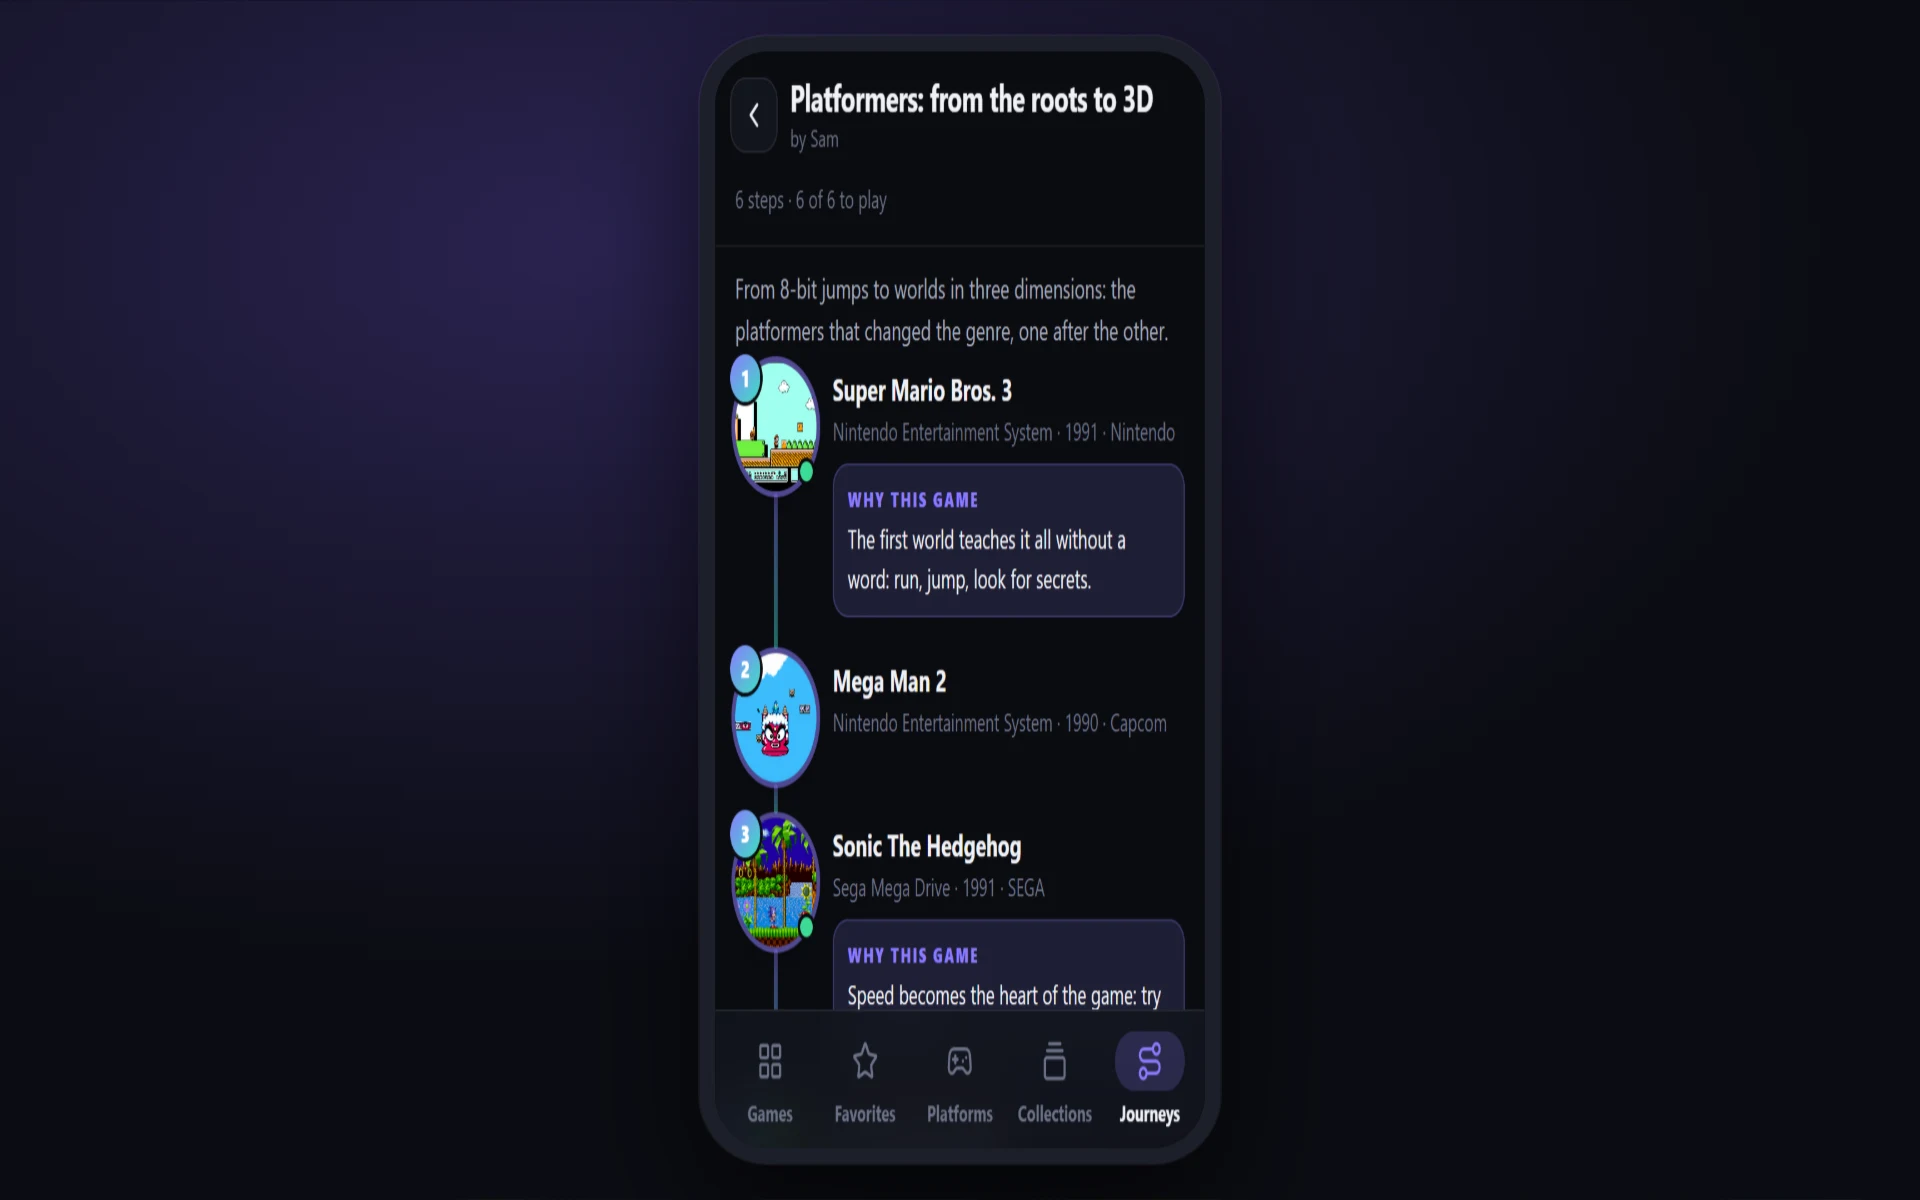 Platformers: from the roots to 3D
by Sam
6 steps · 6 of 6 to play
From 8-bit jumps to worlds in three dimensions: the
platformers that changed the genre, one after the other.
1
Super Mario Bros. 3
Nintendo Entertainment System · 1991 · Nintendo
WHY THIS GAME
The first world teaches it all without a
word: run, jump, look for secrets.
2
Mega Man 2
Nintendo Entertainment System · 1990 · Capcom
3
Sonic The Hedgehog
Sega Mega Drive · 1991 · SEGA
WHY THIS GAME
Speed becomes the heart of the game: try
Games
Favorites
Platforms
Collections
Journeys